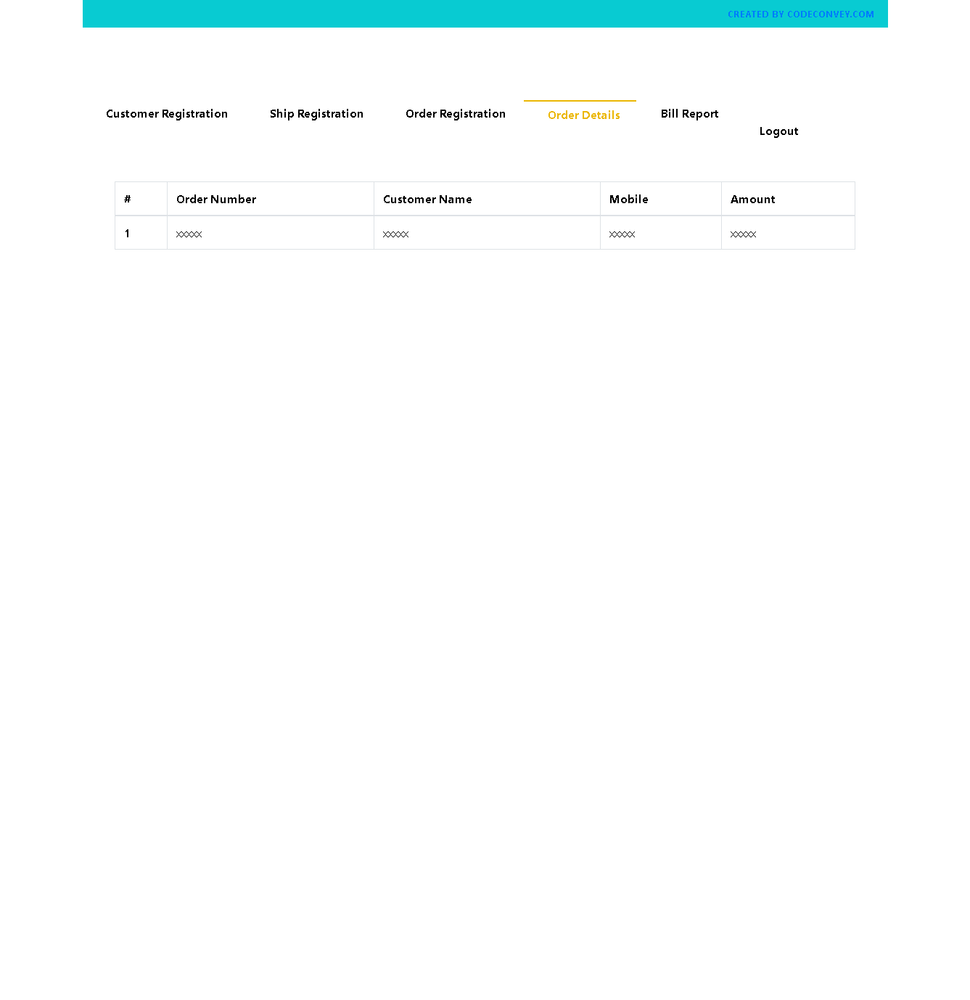 CREATED BY CODECONVEY.COM
Customer Registration Ship Registration Order Registration Order Details Bill Report
Logout
# Order Number Customer Name Mobile Amount
1 xxxxx xxxxx xxxxx xxxxx